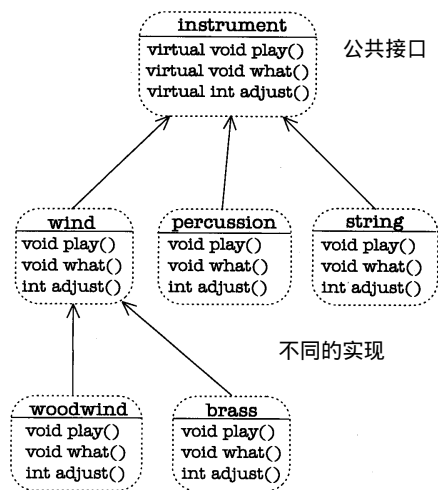 instrument
virtual void play()
virtual void what()
virtual int adjust()
公共接口
wind
void play()
void what()
int adjust()
percussion
void play()
void what()
int adjust()
string
void play()
void what()
int adjust()
不同的实现
woodwind
void play()
void what()
int adjust()
brass
void play()
void what()
int adjust()